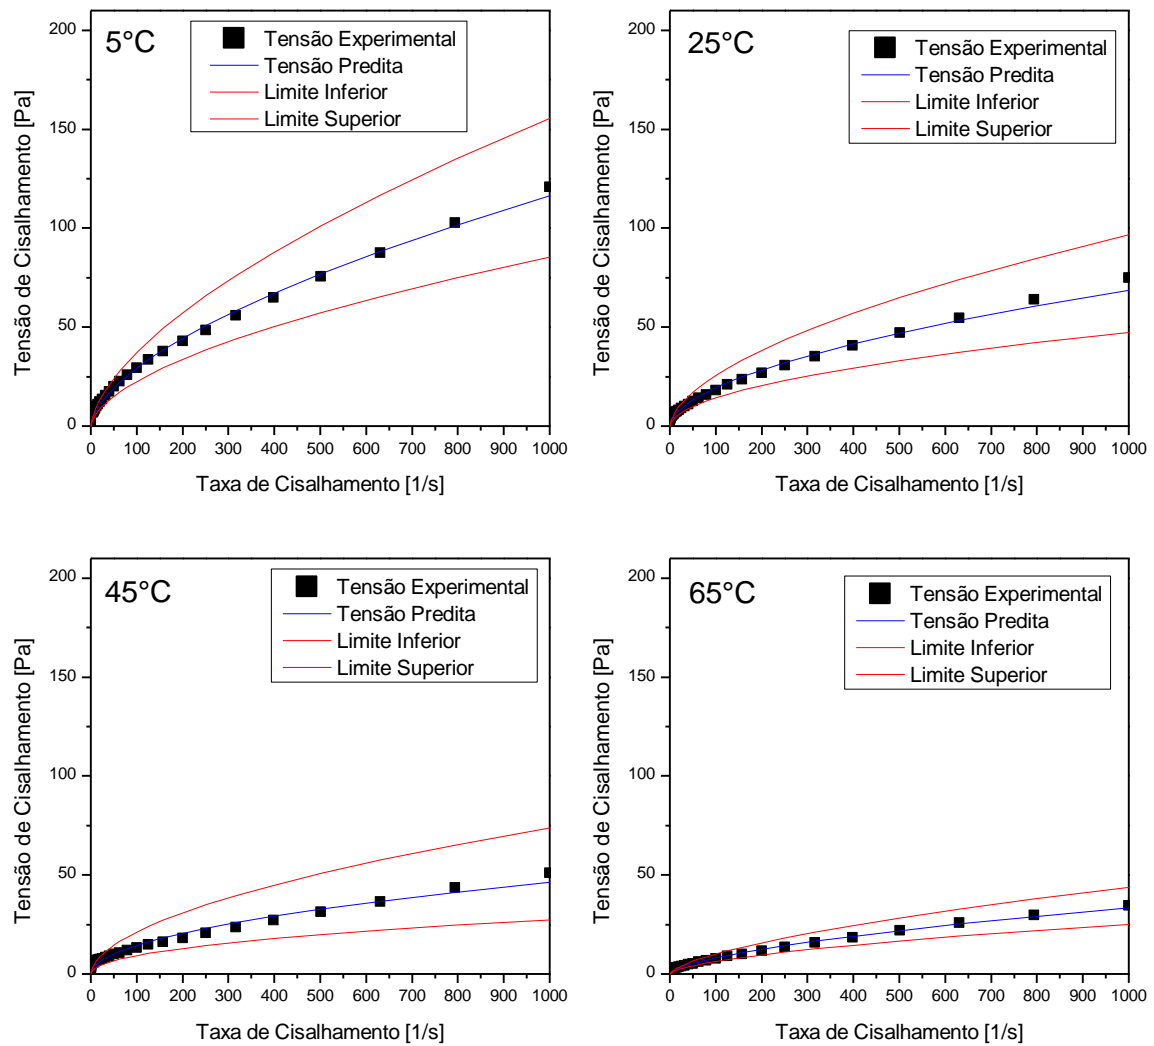 5°C
Tensão Experimental
Tensão Predita
Limite Inferior
Limite Superior
Tensão de Cisalhamento [Pa]
200
150
100
50
0
0 100 200 300 400 500 600 700 800 900 1000
Taxa de Cisalhamento [1/s]
25°C
Tensão Experimental
Tensão Predita
Limite Inferior
Limite Superior
Tensão de Cisalhamento [Pa]
200
150
100
50
0
0 100 200 300 400 500 600 700 800 900 1000
Taxa de Cisalhamento [1/s]
45°C
Tensão Experimental
Tensão Predita
Limite Inferior
Limite Superior
Tensão de Cisalhamento [Pa]
200
150
100
50
0
0 100 200 300 400 500 600 700 800 900 1000
Taxa de Cisalhamento [1/s]
65°C
Tensão Experimental
Tensão Predita
Limite Inferior
Limite Superior
Tensão de Cisalhamento [Pa]
200
150
100
50
0
0 100 200 300 400 500 600 700 800 900 1000
Taxa de Cisalhamento [1/s]